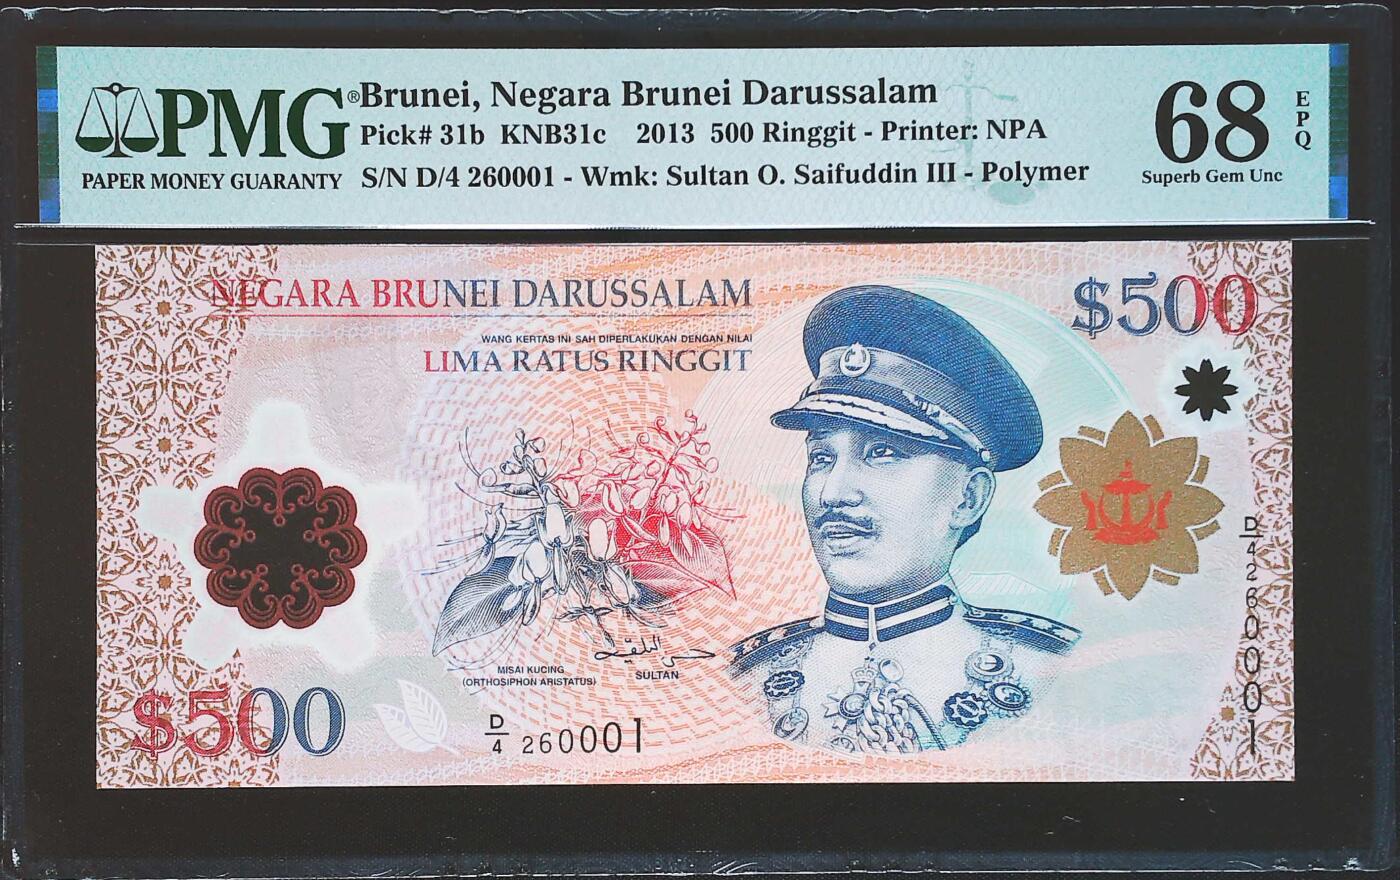 PMG®
PAPER MONEY GUARANTY
Brunei, Negara Brunei Darussalam
Pick# 31b KNB31c 2013 500 Ringgit - Printer: NPA
S/N D/4 260001 - Wmk: Sultan O. Saifuddin III - Polymer
68
EPQ
Superb Gem Unc
NEGARA BRUNEI DARUSSALAM
$500
WANG KERTAS INI SAH DIPERLAKUKAN DENGAN NILAI
LIMA RATUS RINGGIT
MISAI KUCING
(ORTHOSIPHON ARISTATUS)
SULTAN
$500
D/4 260001
D/4 260001